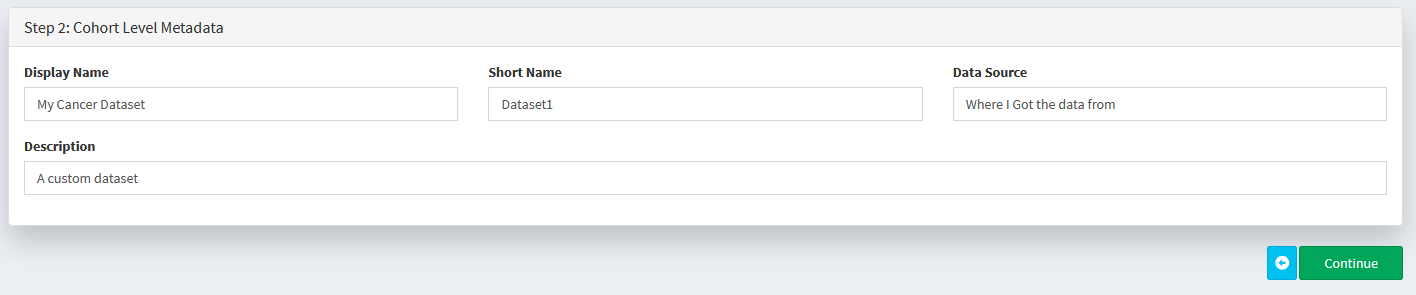 Step 2: Cohort Level Metadata
Display Name Short Name Data Source
My Cancer Dataset Dataset1 Where I Got the data from
Description
A custom dataset
Continue